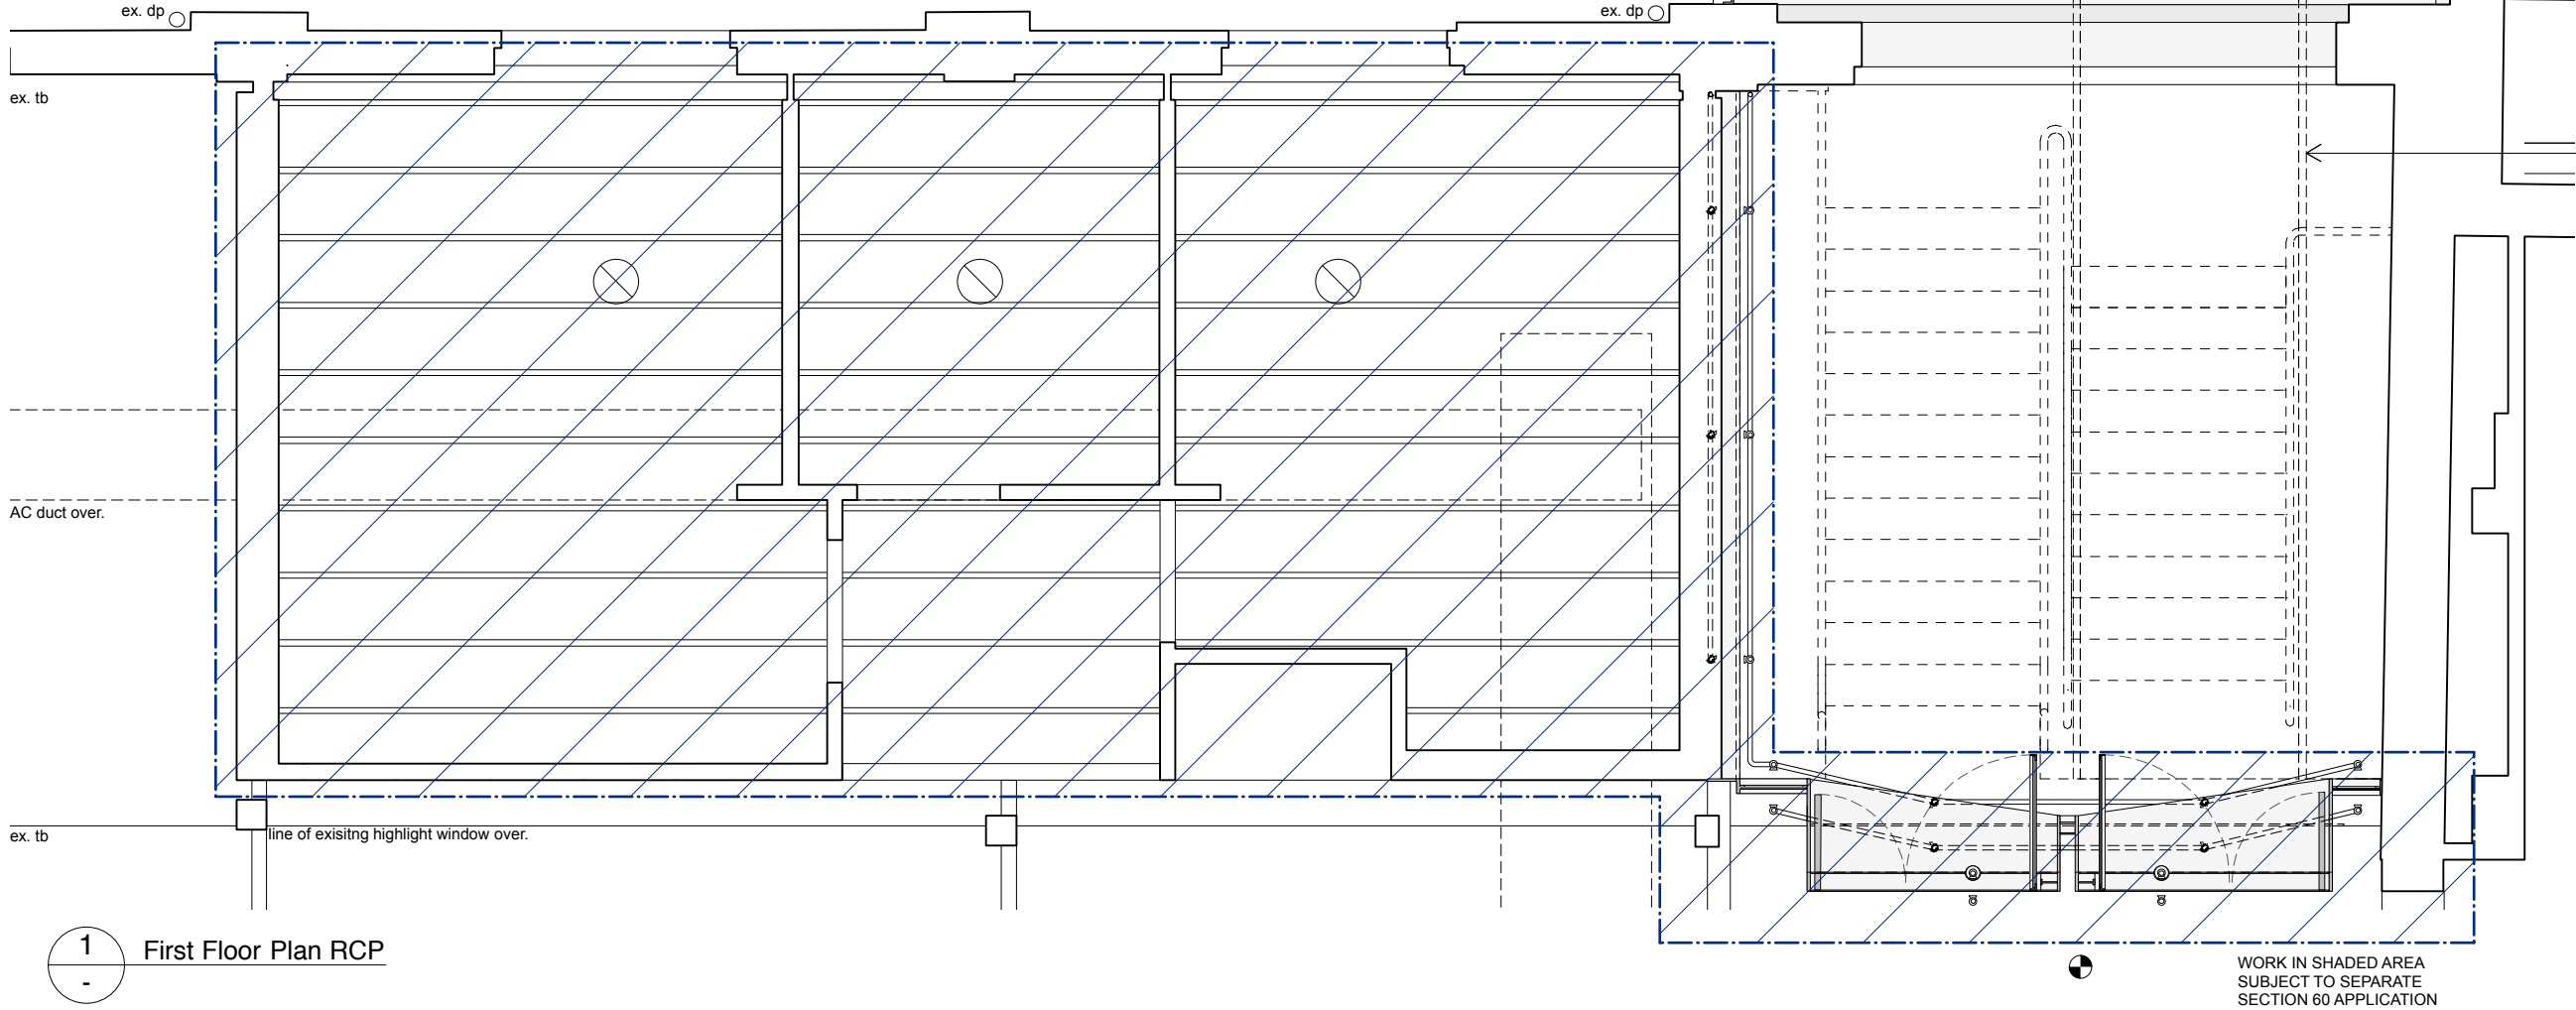 ex. dp
ex. dp
ex. tb
AC duct over.
ex. tb
line of exisitng highlight window over.
1
First Floor Plan RCP
-
WORK IN SHADED AREA
SUBJECT TO SEPARATE
SECTION 60 APPLICATION